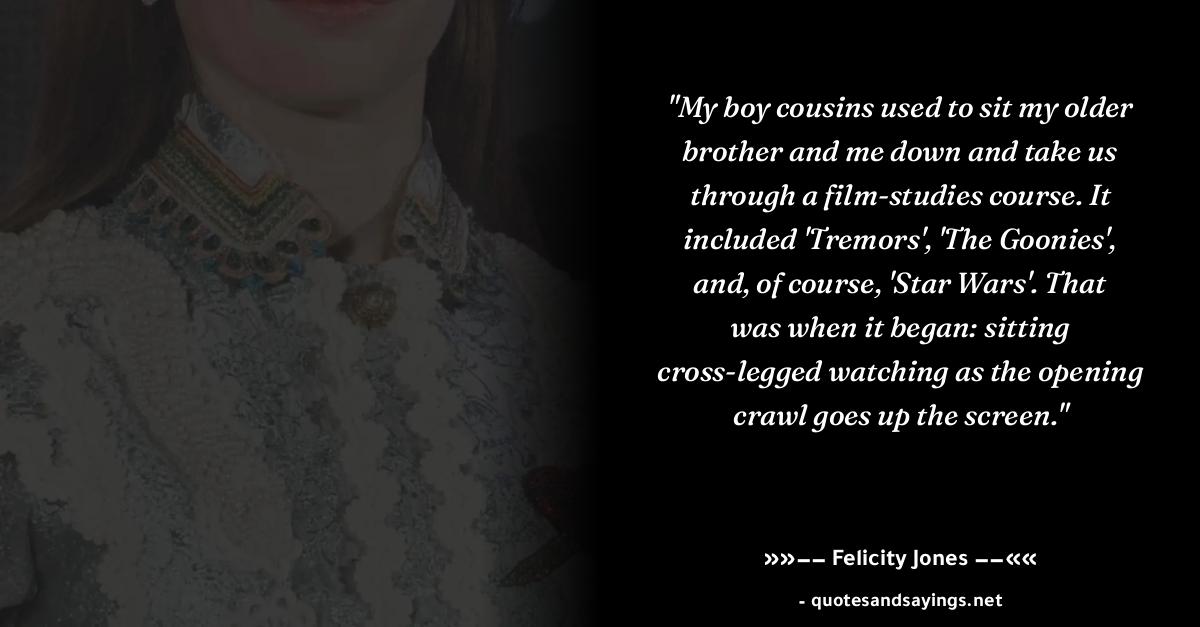 "My boy cousins used to sit my older
brother and me down and take us
through a film-studies course. It
included 'Tremors', 'The Goonies',
and, of course, 'Star Wars'. That
was when it began: sitting
cross-legged watching as the opening
crawl goes up the screen."
»»−− Felicity Jones −−««
- quotesandsayings.net